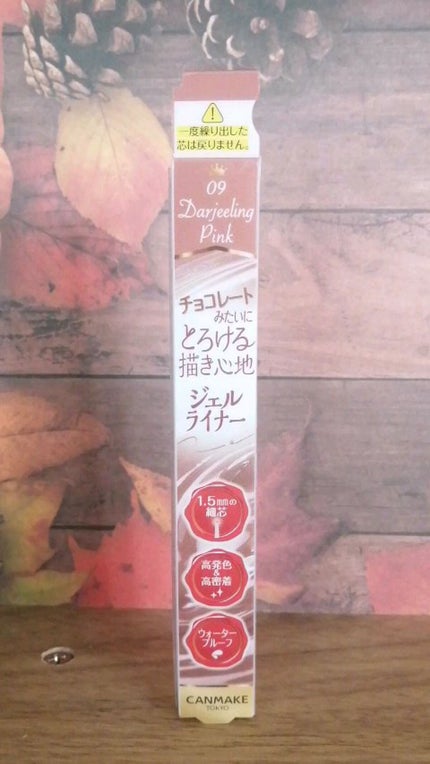 一度繰り出した
芯は戻りません。
09
Darjeeling
Pink
チョコレート
みたいに
とろける
描き心地
ジェル
ライナー
1.5mmの
細芯
高発色
&
高密着
ウォーター
プルーフ
CANMAKE
TOKYO